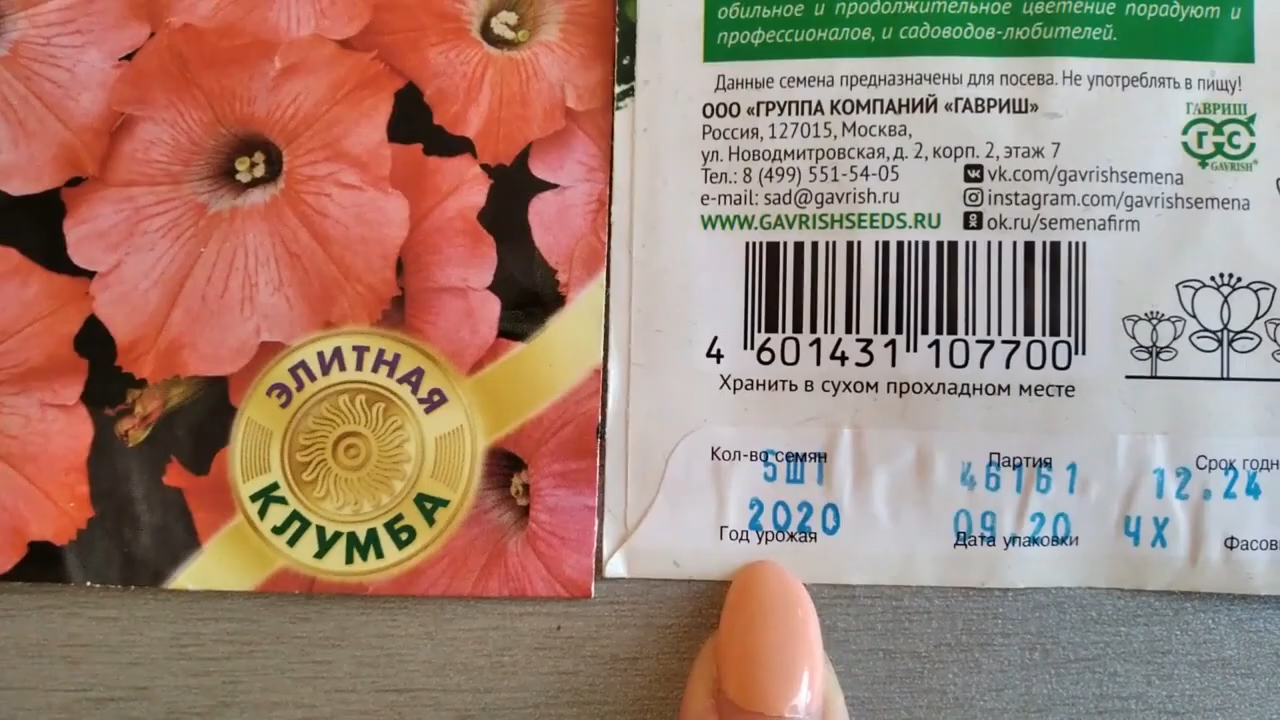 ЭЛИТНАЯ
КЛУМБА
обильное и продолжительное цветение порадуют и
профессионалов, и садоводов-любителей.
Данные семена предназначены для посева. Не употреблять в пищу!
ООО «ГРУППА КОМПАНИЙ «ГАВРИШ»
Россия, 127015, Москва,
ул. Новодмитровская, д. 2, корп. 2, этаж 7
Тел.: 8 (499) 551-54-05
e-mail: sad@gavrish.ru
WWW.GAVRISHSEEDS.RU
vk.com/gavrishsemena
instagram.com/gavrishsemena
ok.ru/semenafirm
ГАВРИШ
ГС
GAVRISH®
4 601431 107700
Хранить в сухом прохладном месте
Кол-во семян Партия Срок годн
5ШТ 46161 12.24
2020 09.20 ЧХ
Год урожая Дата упаковки Фасов